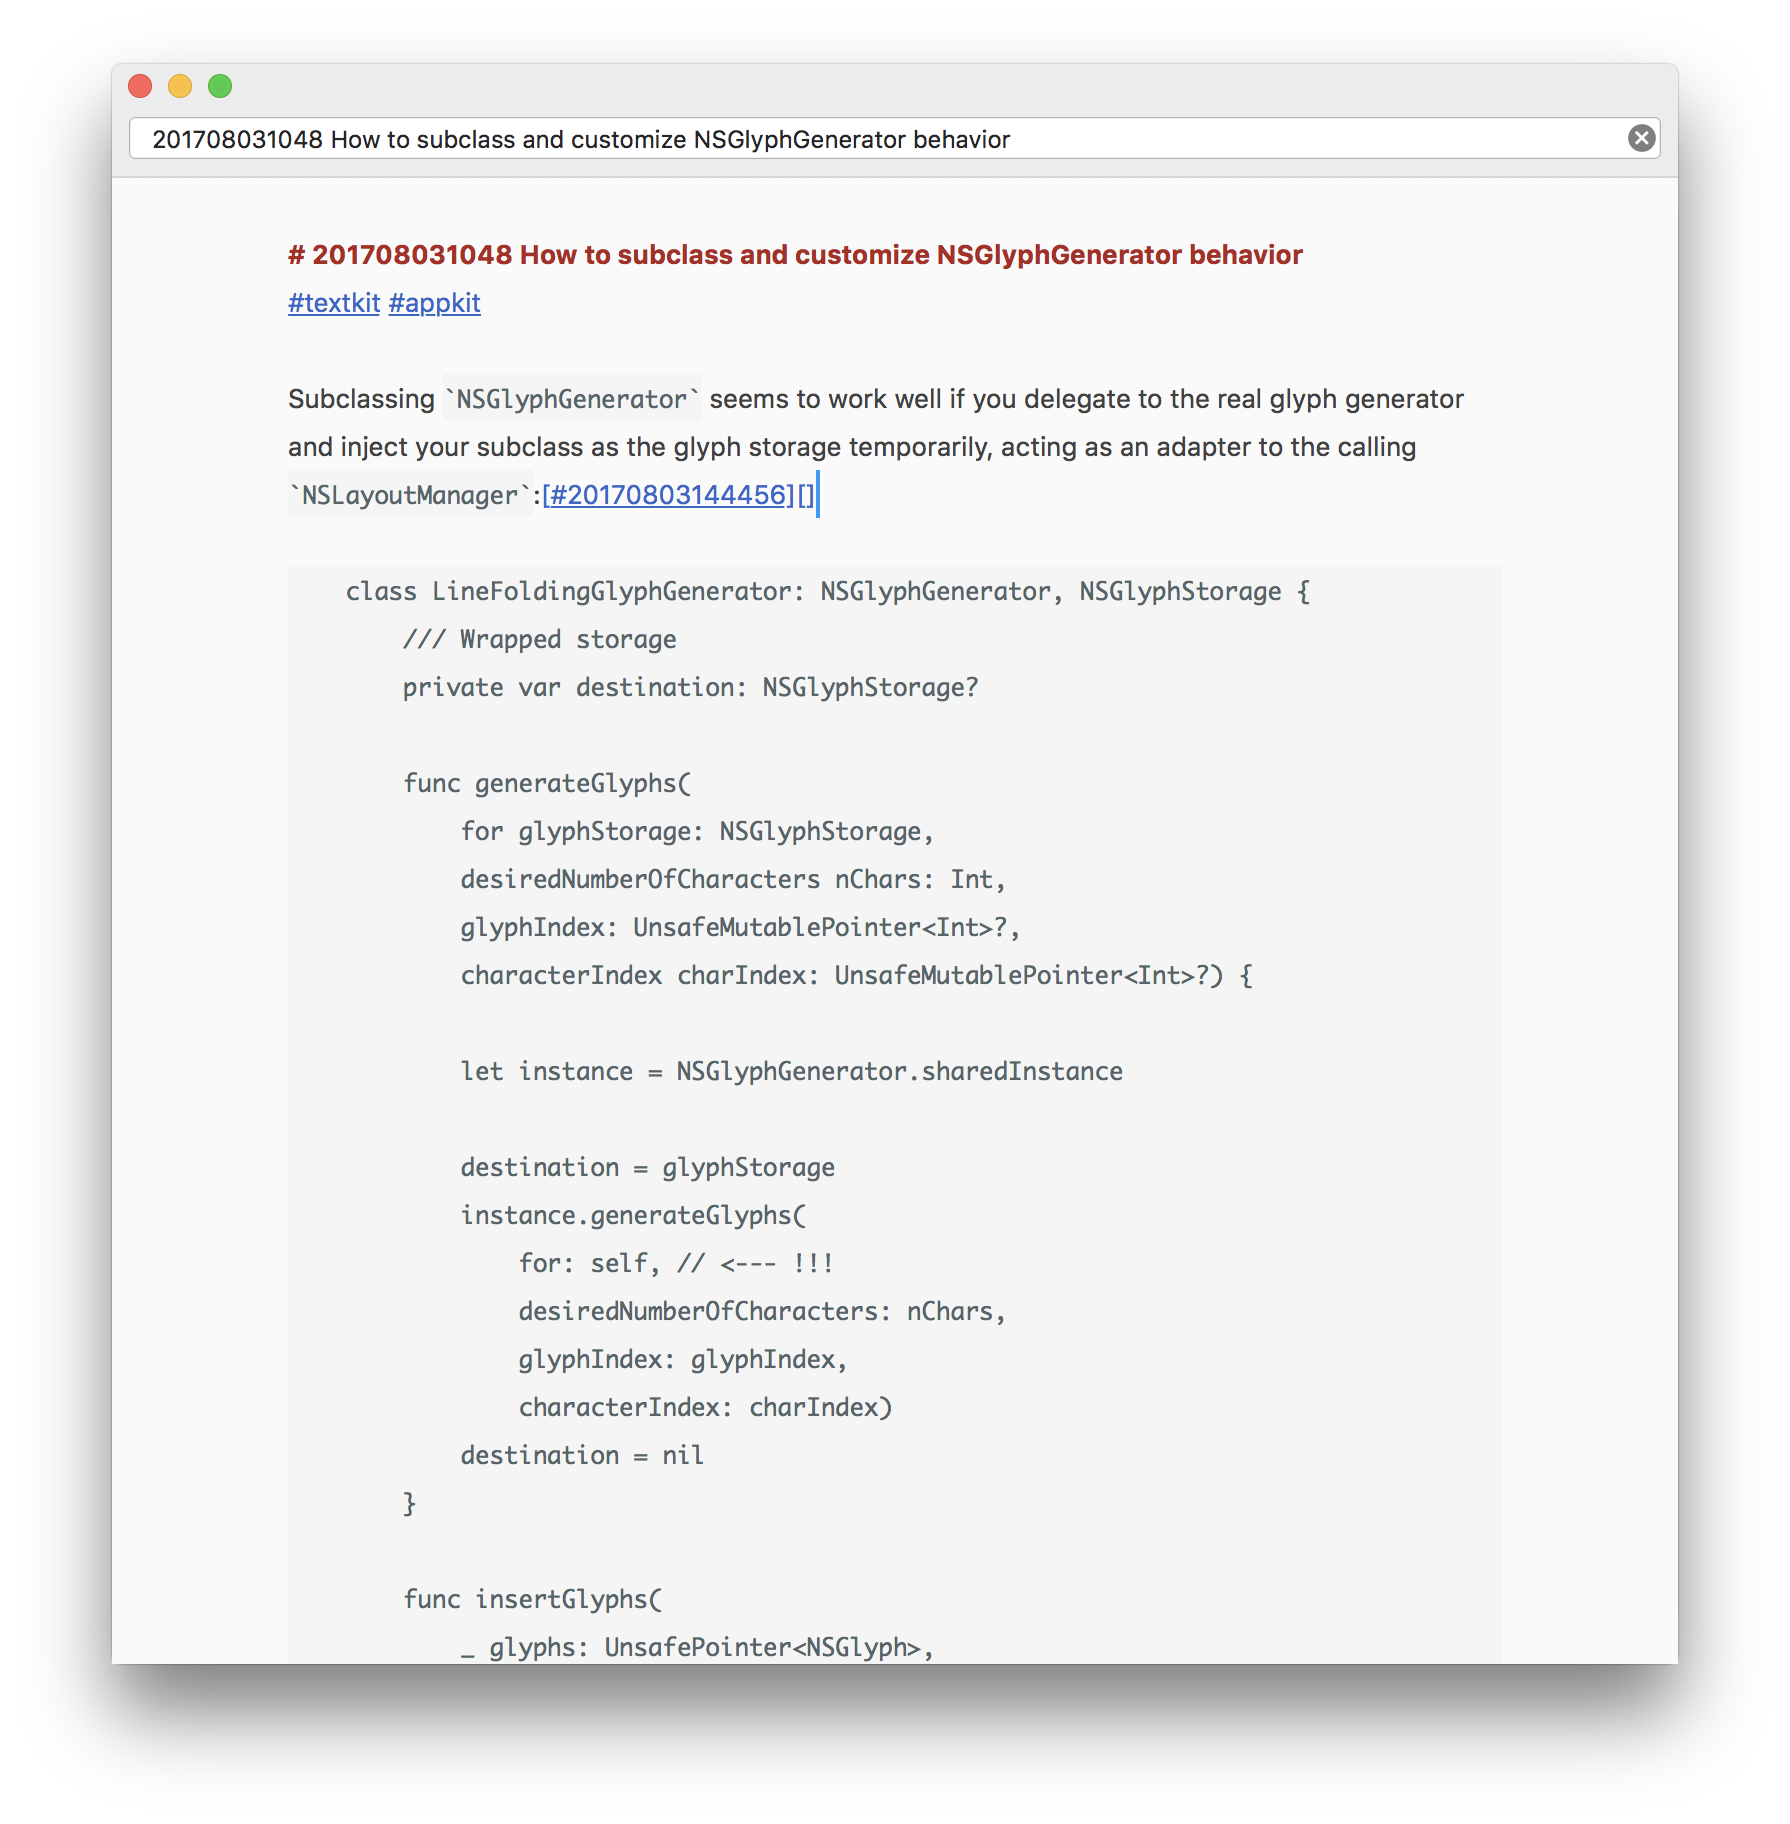 201708031048 How to subclass and customize NSGlyphGenerator behavior
# 201708031048 How to subclass and customize NSGlyphGenerator behavior
#textkit #appkit
Subclassing `NSGlyphGenerator` seems to work well if you delegate to the real glyph generator
and inject your subclass as the glyph storage temporarily, acting as an adapter to the calling
`NSLayoutManager`:[#20170803144456][]
class LineFoldingGlyphGenerator: NSGlyphGenerator, NSGlyphStorage {
/// Wrapped storage
private var destination: NSGlyphStorage?
func generateGlyphs(
for glyphStorage: NSGlyphStorage,
desiredNumberOfCharacters nChars: Int,
glyphIndex: UnsafeMutablePointer<Int>?,
characterIndex charIndex: UnsafeMutablePointer<Int>?) {
let instance = NSGlyphGenerator.sharedInstance
destination = glyphStorage
instance.generateGlyphs(
for: self, // <--- !!!
desiredNumberOfCharacters: nChars,
glyphIndex: glyphIndex,
characterIndex: charIndex)
destination = nil
}
func insertGlyphs(
_ glyphs: UnsafePointer<NSGlyph>,